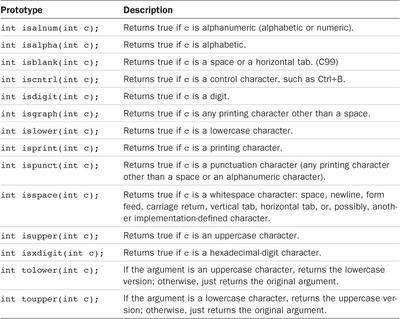 Prototype Description
int isalnum(int c); Returns true if c is alphanumeric (alphabetic or numeric).
int isalpha(int c); Returns true if c is alphabetic.
int isblank(int c); Returns true if c is a space or a horizontal tab. (C99)
int iscntrl(int c); Returns true if c is a control character, such as Ctrl+B.
int isdigit(int c); Returns true if c is a digit.
int isgraph(int c); Returns true if c is any printing character other than a space.
int islower(int c); Returns true if c is a lowercase character.
int isprint(int c); Returns true if c is a printing character.
int ispunct(int c); Returns true if c is a punctuation character (any printing character
other than a space or an alphanumeric character).
int isspace(int c); Returns true if c is a whitespace character: space, newline, form
feed, carriage return, vertical tab, horizontal tab, or, possibly, anoth
er implementation-defined character.
int isupper(int c); Returns true if c is an uppercase character.
int isxdigit(int c); Returns true if c is a hexadecimal-digit character.
int tolower(int c); If the argument is an uppercase character, returns the lowercase
version; otherwise, just returns the original argument.
int toupper(int c); If the argument is a lowercase character, returns the uppercase ver-
sion; otherwise, just returns the original argument.